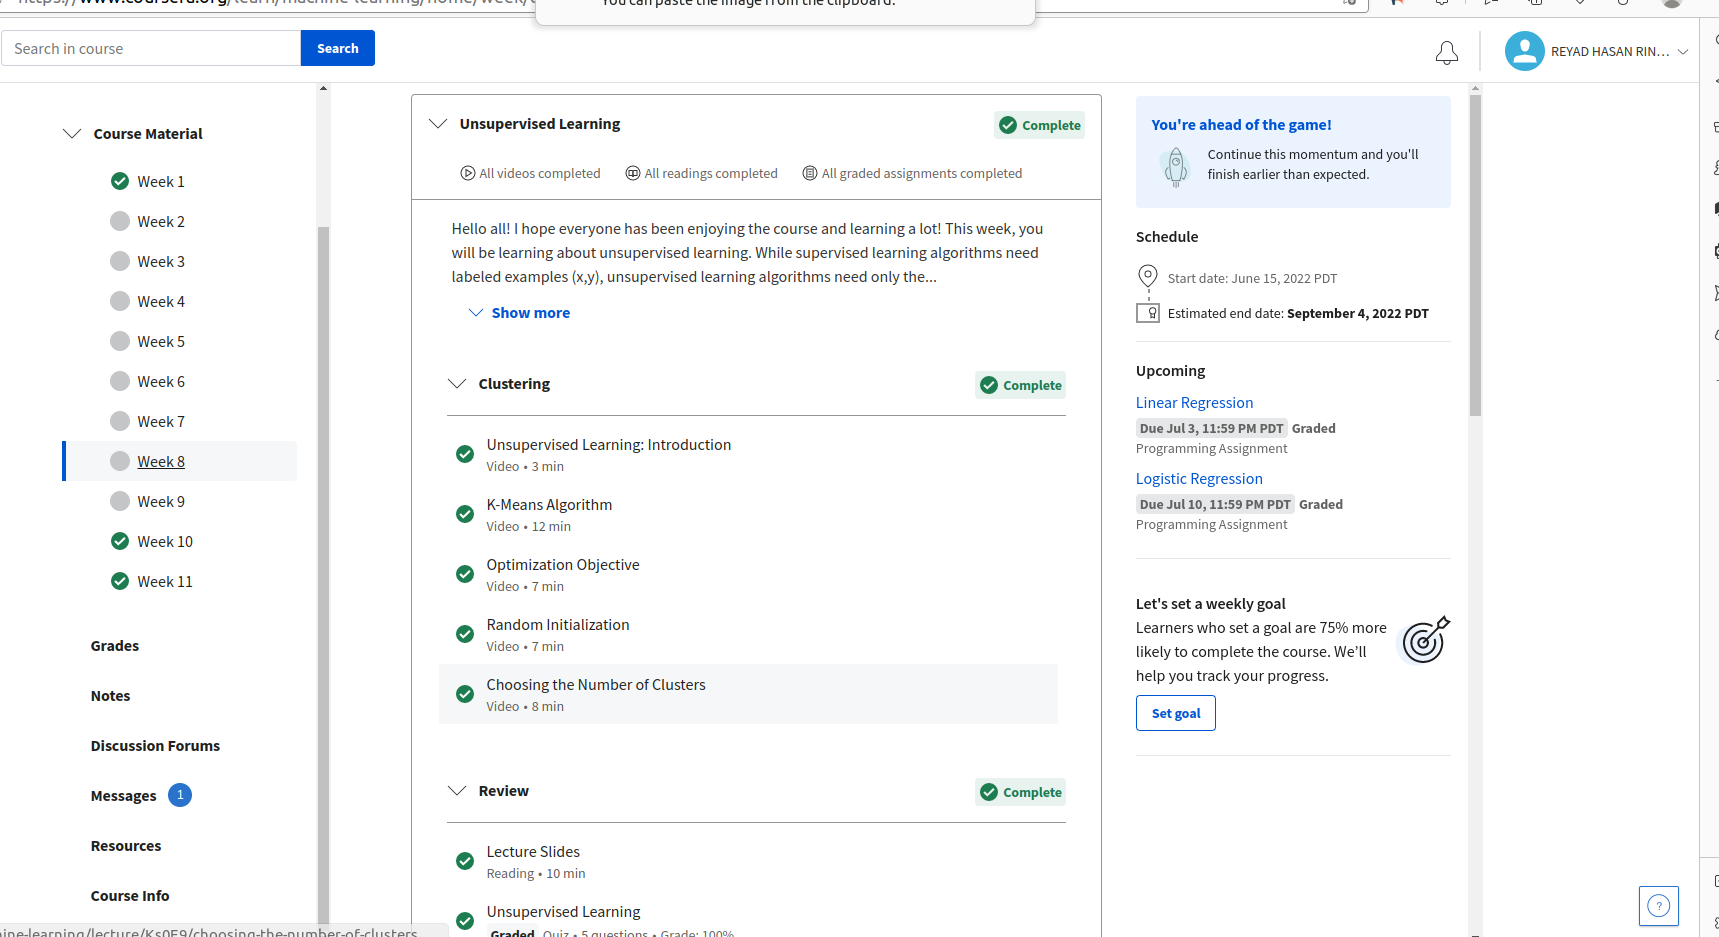 https://www.coursera.org/learn/machine-learning/home/week/
You can paste the image from the clipboard.
Search in course
Search
REYAD HASAN RIN...
Course Material
Week 1
Week 2
Week 3
Week 4
Week 5
Week 6
Week 7
Week 8
Week 9
Week 10
Week 11
Grades
Notes
Discussion Forums
Messages 1
Resources
Course Info
Unsupervised Learning
Complete
All videos completed
All readings completed
All graded assignments completed
Hello all! I hope everyone has been enjoying the course and learning a lot! This week, you
will be learning about unsupervised learning. While supervised learning algorithms need
labeled examples (x,y), unsupervised learning algorithms need only the...
Show more
Clustering
Complete
Unsupervised Learning: Introduction
Video • 3 min
K-Means Algorithm
Video • 12 min
Optimization Objective
Video • 7 min
Random Initialization
Video • 7 min
Choosing the Number of Clusters
Video • 8 min
Review
Complete
Lecture Slides
Reading • 10 min
Unsupervised Learning
Graded Quiz • 5 questions • Grade: 100%
You're ahead of the game!
Continue this momentum and you'll
finish earlier than expected.
Schedule
Start date: June 15, 2022 PDT
Estimated end date: September 4, 2022 PDT
Upcoming
Linear Regression
Due Jul 3, 11:59 PM PDT Graded
Programming Assignment
Logistic Regression
Due Jul 10, 11:59 PM PDT Graded
Programming Assignment
Let's set a weekly goal
Learners who set a goal are 75% more
likely to complete the course. We'll
help you track your progress.
Set goal
?
ine-learning/lecture/Ks0E9/choosing-the-number-of-clusters